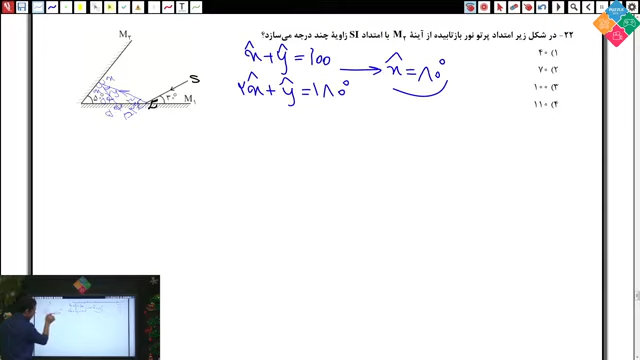 ۲۲- در شکل زیر امتداد پرتو نور بازتابیده از آینهٔ M۲ با امتداد SI زاویهٔ چند درجه می‌سازد؟
۴۰ (۱
۷۰ (۲
۱۰۰ (۳
۱۱۰ (۴
x̂ + ŷ = ۱۰۰
۲x̂ + ŷ = ۱۸۰°
x̂ = ۸۰°
M۲
S
۳۰°
M۱